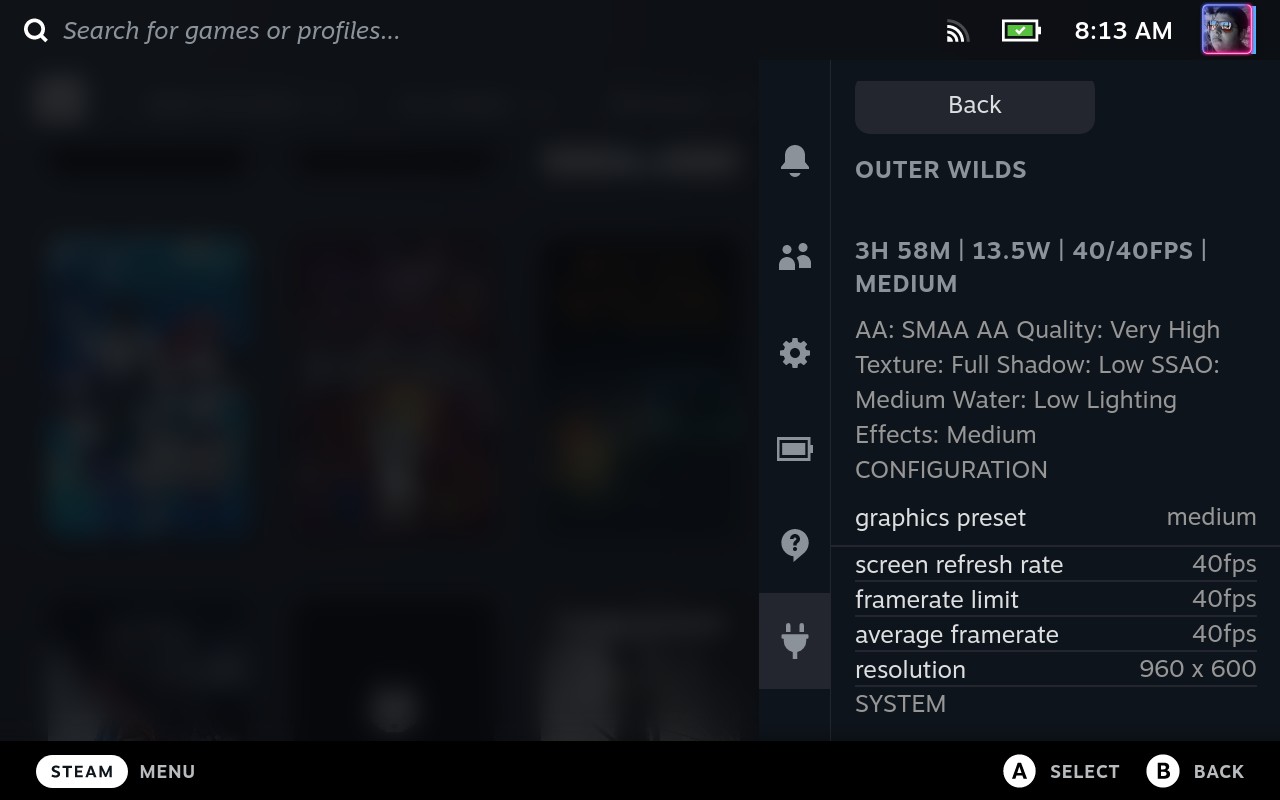 Search for games or profiles...
8:13 AM
Back
OUTER WILDS
3H 58M | 13.5W | 40/40FPS |
MEDIUM
AA: SMAA AA Quality: Very High
Texture: Full Shadow: Low SSAO:
Medium Water: Low Lighting
Effects: Medium
CONFIGURATION
graphics preset medium
screen refresh rate 40fps
framerate limit 40fps
average framerate 40fps
resolution 960 x 600
SYSTEM
STEAM MENU
A SELECT B BACK